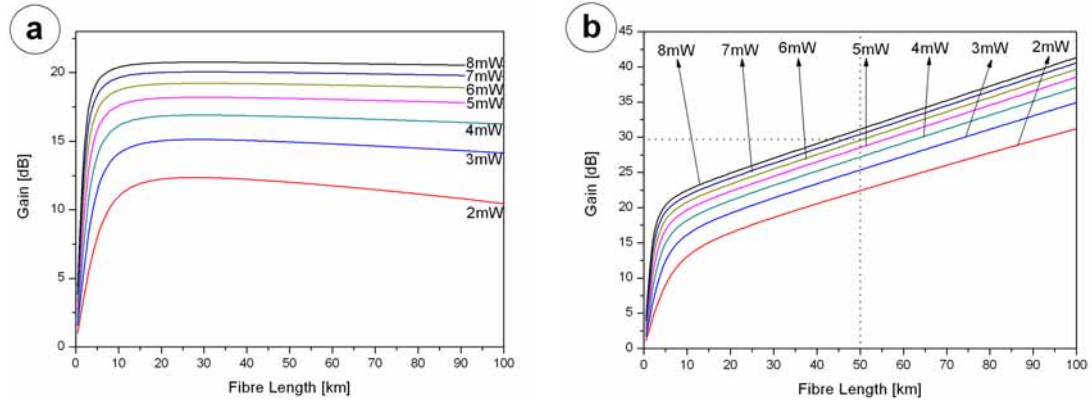 a
Gain [dB]
20
15
10
5
0
8mW
7mW
6mW
5mW
4mW
3mW
2mW
0 10 20 30 40 50 60 70 80 90 100
Fibre Length [km]
b
Gain [dB]
45
40
35
30
25
20
15
10
5
0
8mW 7mW 6mW 5mW 4mW 3mW 2mW
0 10 20 30 40 50 60 70 80 90 100
Fibre Length [km]